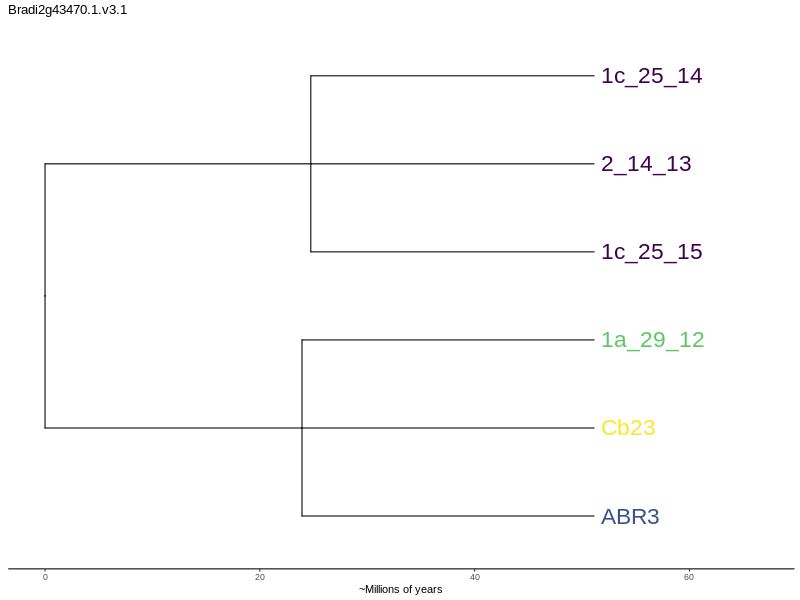 Bradi2g43470.1.v3.1
1c_25_14
2_14_13
1c_25_15
1a_29_12
Cb23
ABR3
0 20 40 60
~Millions of years